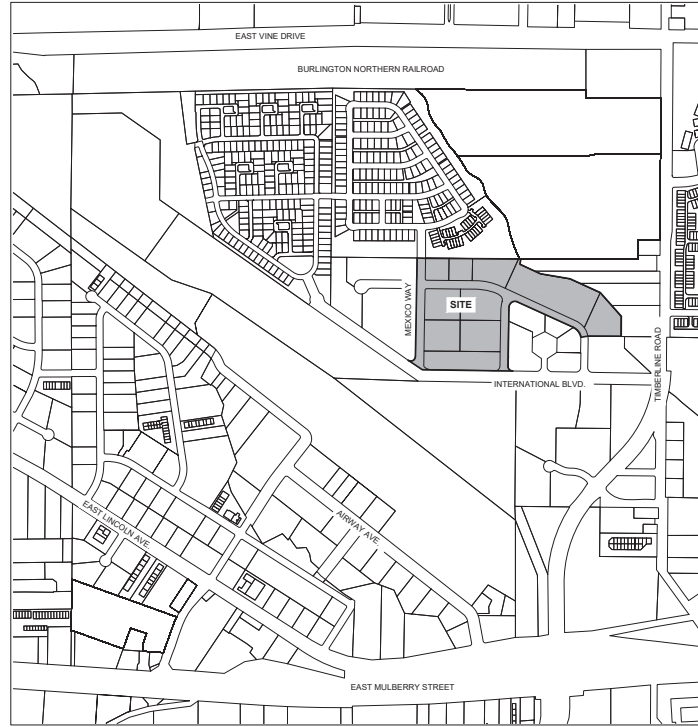 EAST VINE DRIVE
BURLINGTON NORTHERN RAILROAD
MEXICO WAY
SITE
TIMBERLINE ROAD
INTERNATIONAL BLVD.
EAST LINCOLN AVE.
AIRWAY AVE.
EAST MULBERRY STREET